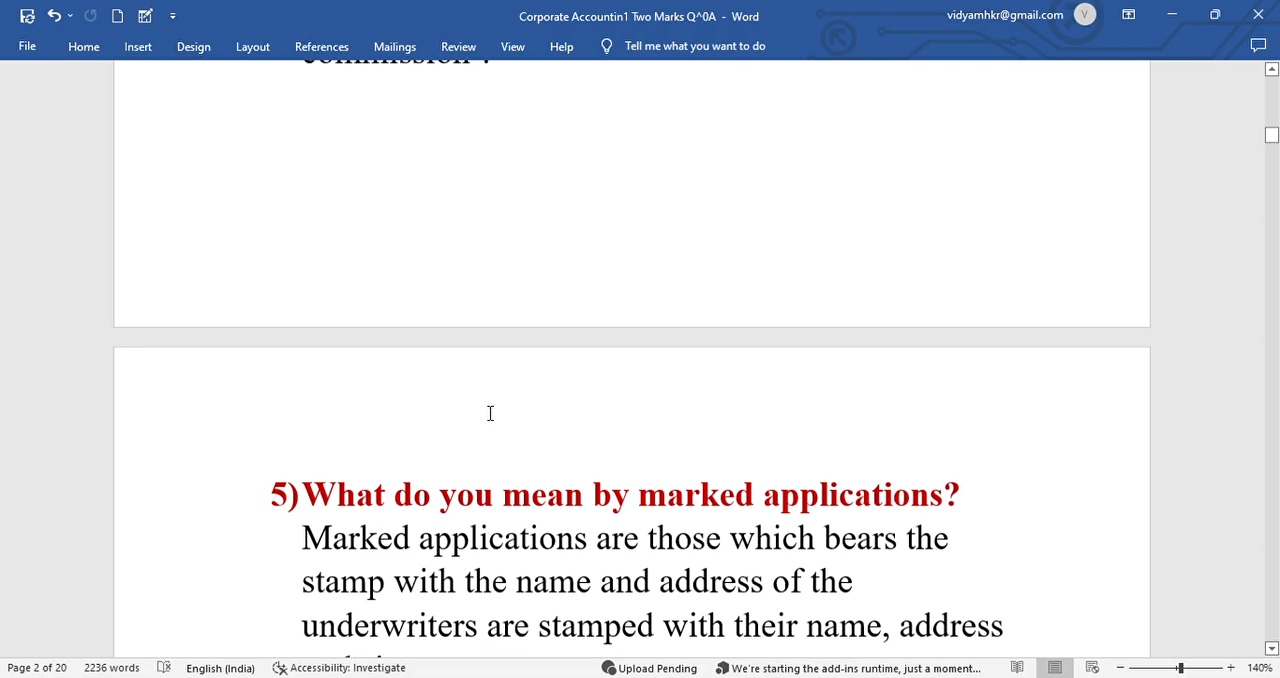 Corporate Accountin1 Two Marks Q^0A - Word
vidyamhkr@gmail.com V
File Home Insert Design Layout References Mailings Review View Help Tell me what you want to do
commission .
5) What do you mean by marked applications?
Marked applications are those which bears the
stamp with the name and address of the
underwriters are stamped with their name, address
Page 2 of 20 2236 words English (India) Accessibility: Investigate Upload Pending We're starting the add-ins runtime, just a moment... 140%